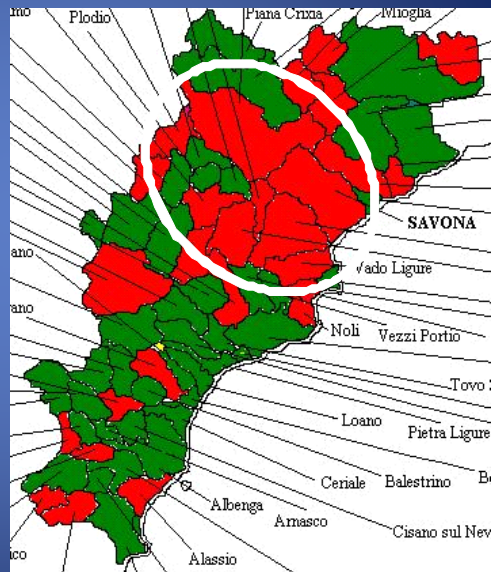 Plodio
Piana Crixia
Mioglia
SAVONA
Vado Ligure
Noli
Vezzi Portio
Tovo
Loano
Pietra Ligure
Ceriale
Balestrino
Albenga
Arnasco
Cisano sul Nev
Alassio